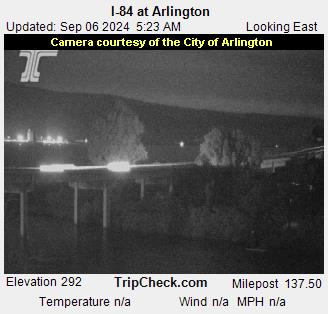 I-84 at Arlington
Updated: Sep 06 2024 5:23 AM Looking East
Camera courtesy of the City of Arlington
Elevation 292 TripCheck.com Milepost 137.50
Temperature n/a Wind n/a MPH n/a